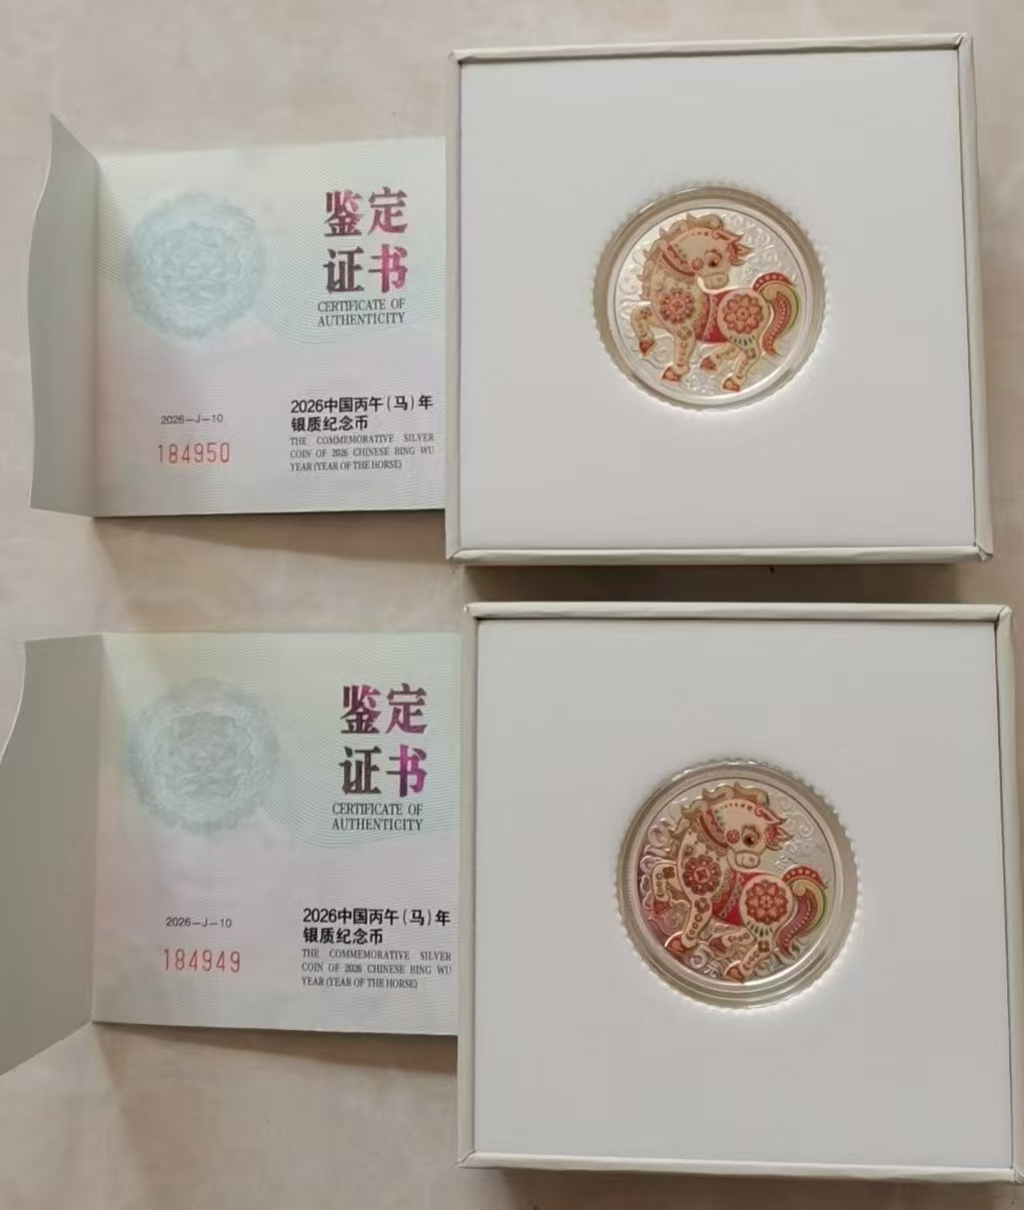 鉴定
证书
CERTIFICATE OF
AUTHENTICITY
2026-J-10
184950
2026中国丙午(马)年
银质纪念币
THE COMMEMORATIVE SILVER
COIN OF 2026 CHINESE BING WU
YEAR (YEAR OF THE HORSE)
鉴定
证书
CERTIFICATE OF
AUTHENTICITY
2026-J-10
184949
2026中国丙午(马)年
银质纪念币
THE COMMEMORATIVE SILVER
COIN OF 2026 CHINESE BING WU
YEAR (YEAR OF THE HORSE)
元